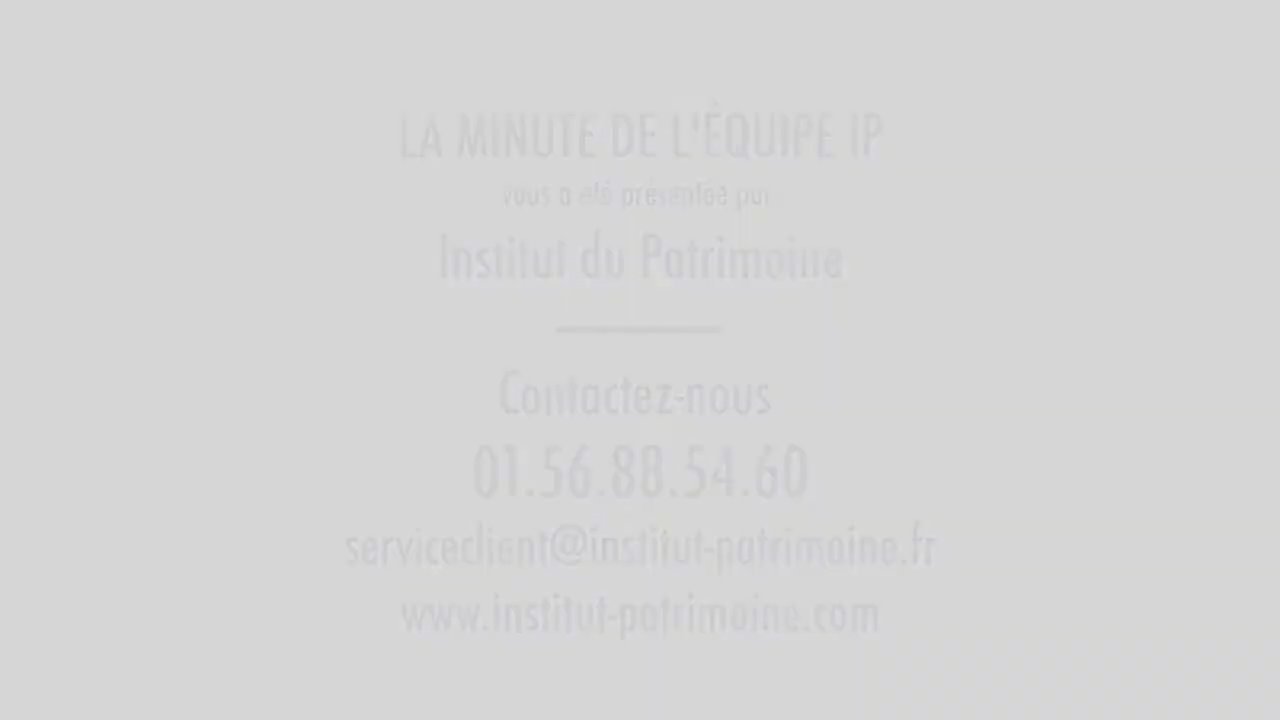 LA MINUTE DE L'ÉQUIPE IP
vous a été présentée par
Institut du Patrimoine
Contactez-nous
01.56.88.54.60
serviceclient@institut-patrimoine.fr
www.institut-patrimoine.com